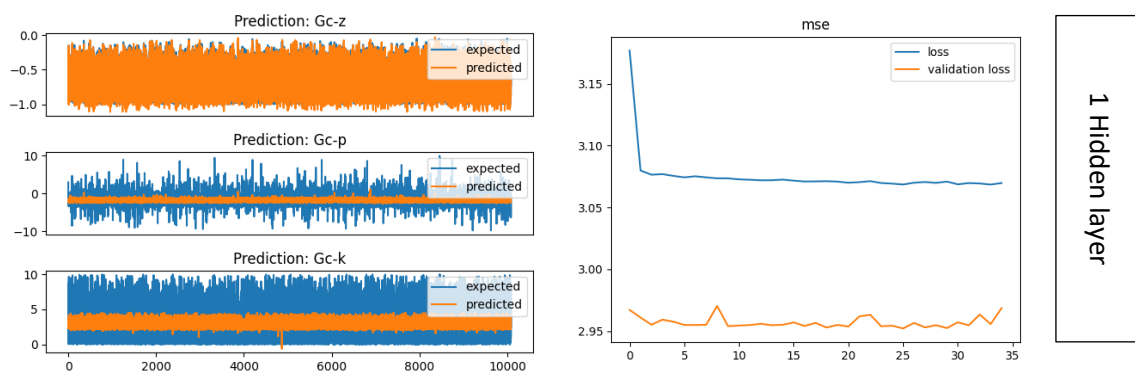 Prediction: Gc-z
0.0
-0.5
-1.0
expected
predicted
Prediction: Gc-p
10
0
-10
expected
predicted
Prediction: Gc-k
10
5
0
expected
predicted
0 2000 4000 6000 8000 10000
mse
3.15
3.10
3.05
3.00
2.95
loss
validation loss
0 5 10 15 20 25 30 35
1 Hidden layer